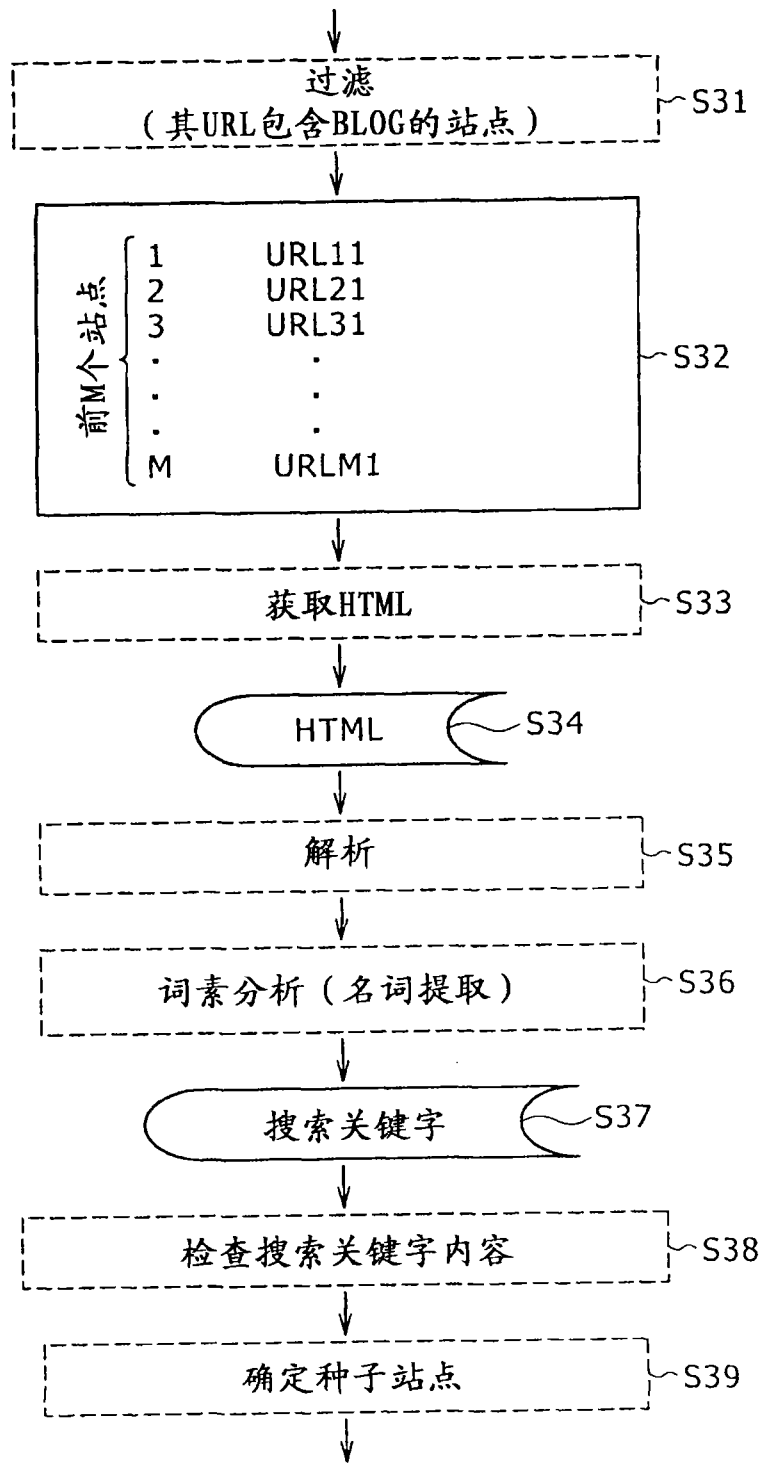 过滤
（其URL包含BLOG的站点）
S31
前M个站点
1 URL11
2 URL21
3 URL31
. .
. .
. .
M URLM1
S32
获取HTML
S33
HTML
S34
解析
S35
词素分析（名词提取）
S36
搜索关键字
S37
检查搜索关键字内容
S38
确定种子站点
S39